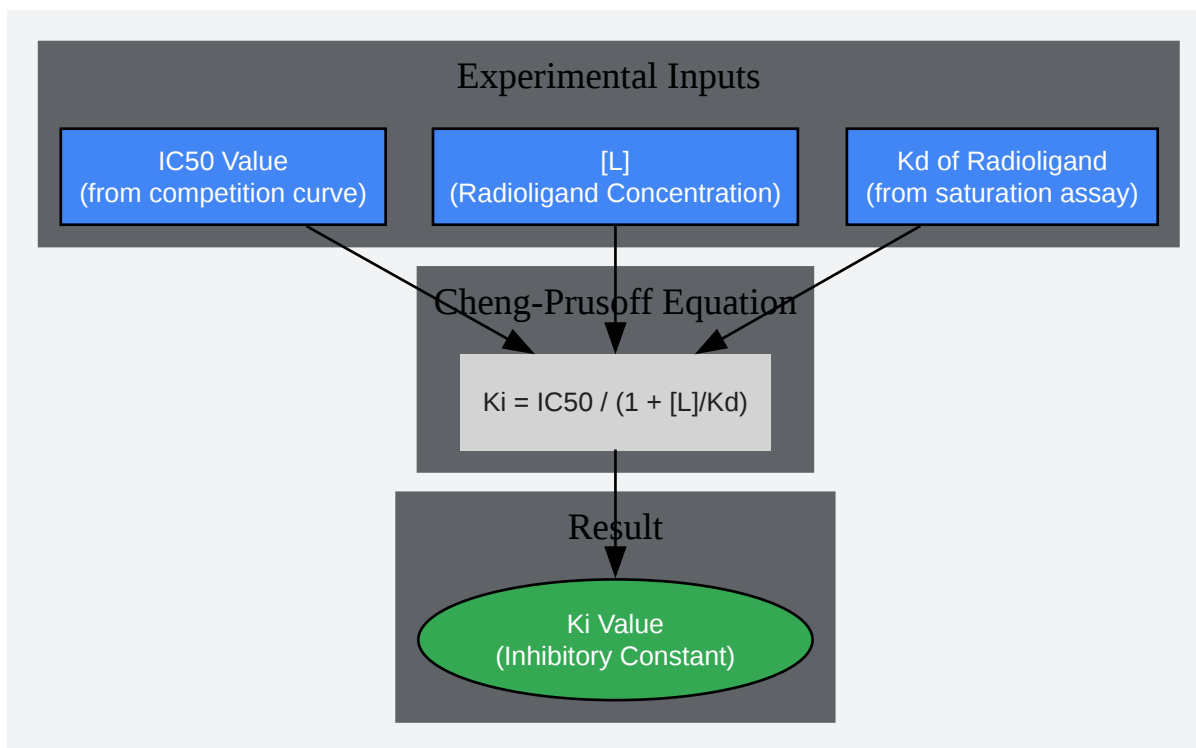 Experimental Inputs
IC50 Value
(from competition curve)
[L]
(Radioligand Concentration)
Kd of Radioligand
(from saturation assay)
Cheng-Prusoff Equation
Ki = IC50 / (1 + [L]/Kd)
Result
Ki Value
(Inhibitory Constant)